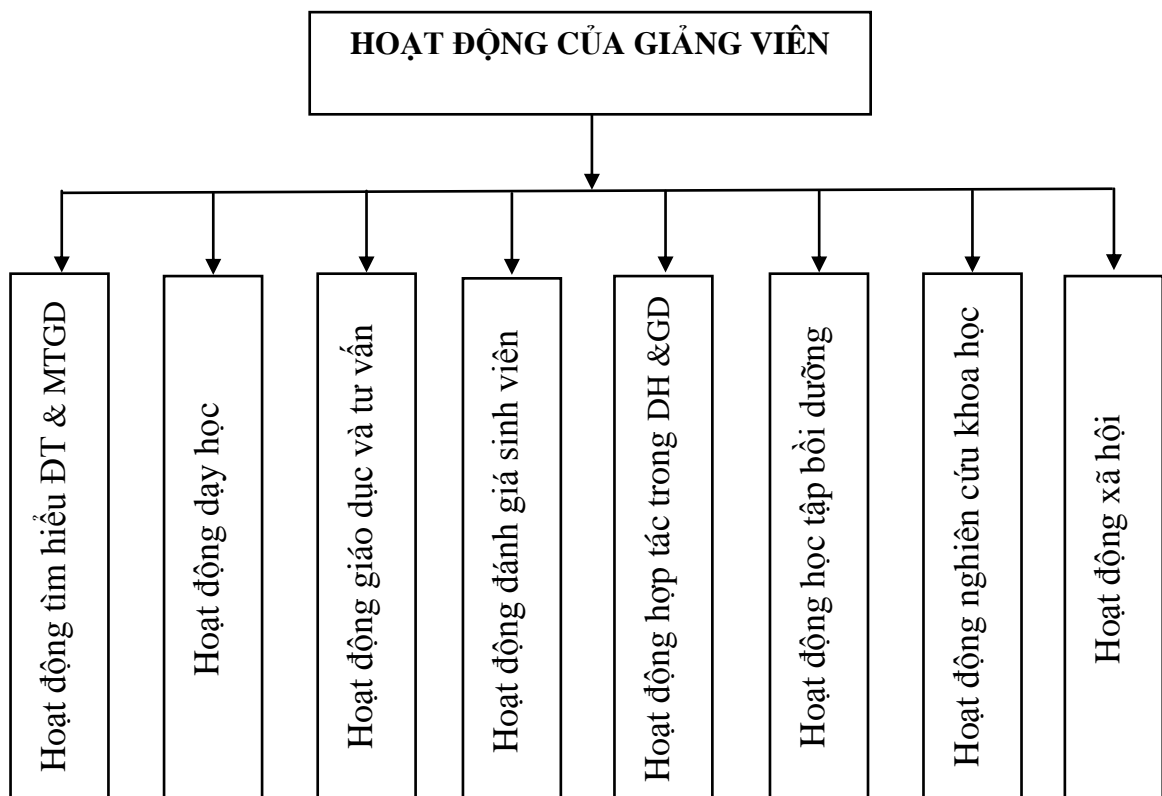 HOẠT ĐỘNG CỦA GIẢNG VIÊN
Hoạt động tìm hiểu ĐT & MTGD
Hoạt động dạy học
Hoạt động giáo dục và tư vấn
Hoạt động đánh giá sinh viên
Hoạt động hợp tác trong DH &GD
Hoạt động học tập bồi dưỡng
Hoạt động nghiên cứu khoa học
Hoạt động xã hội